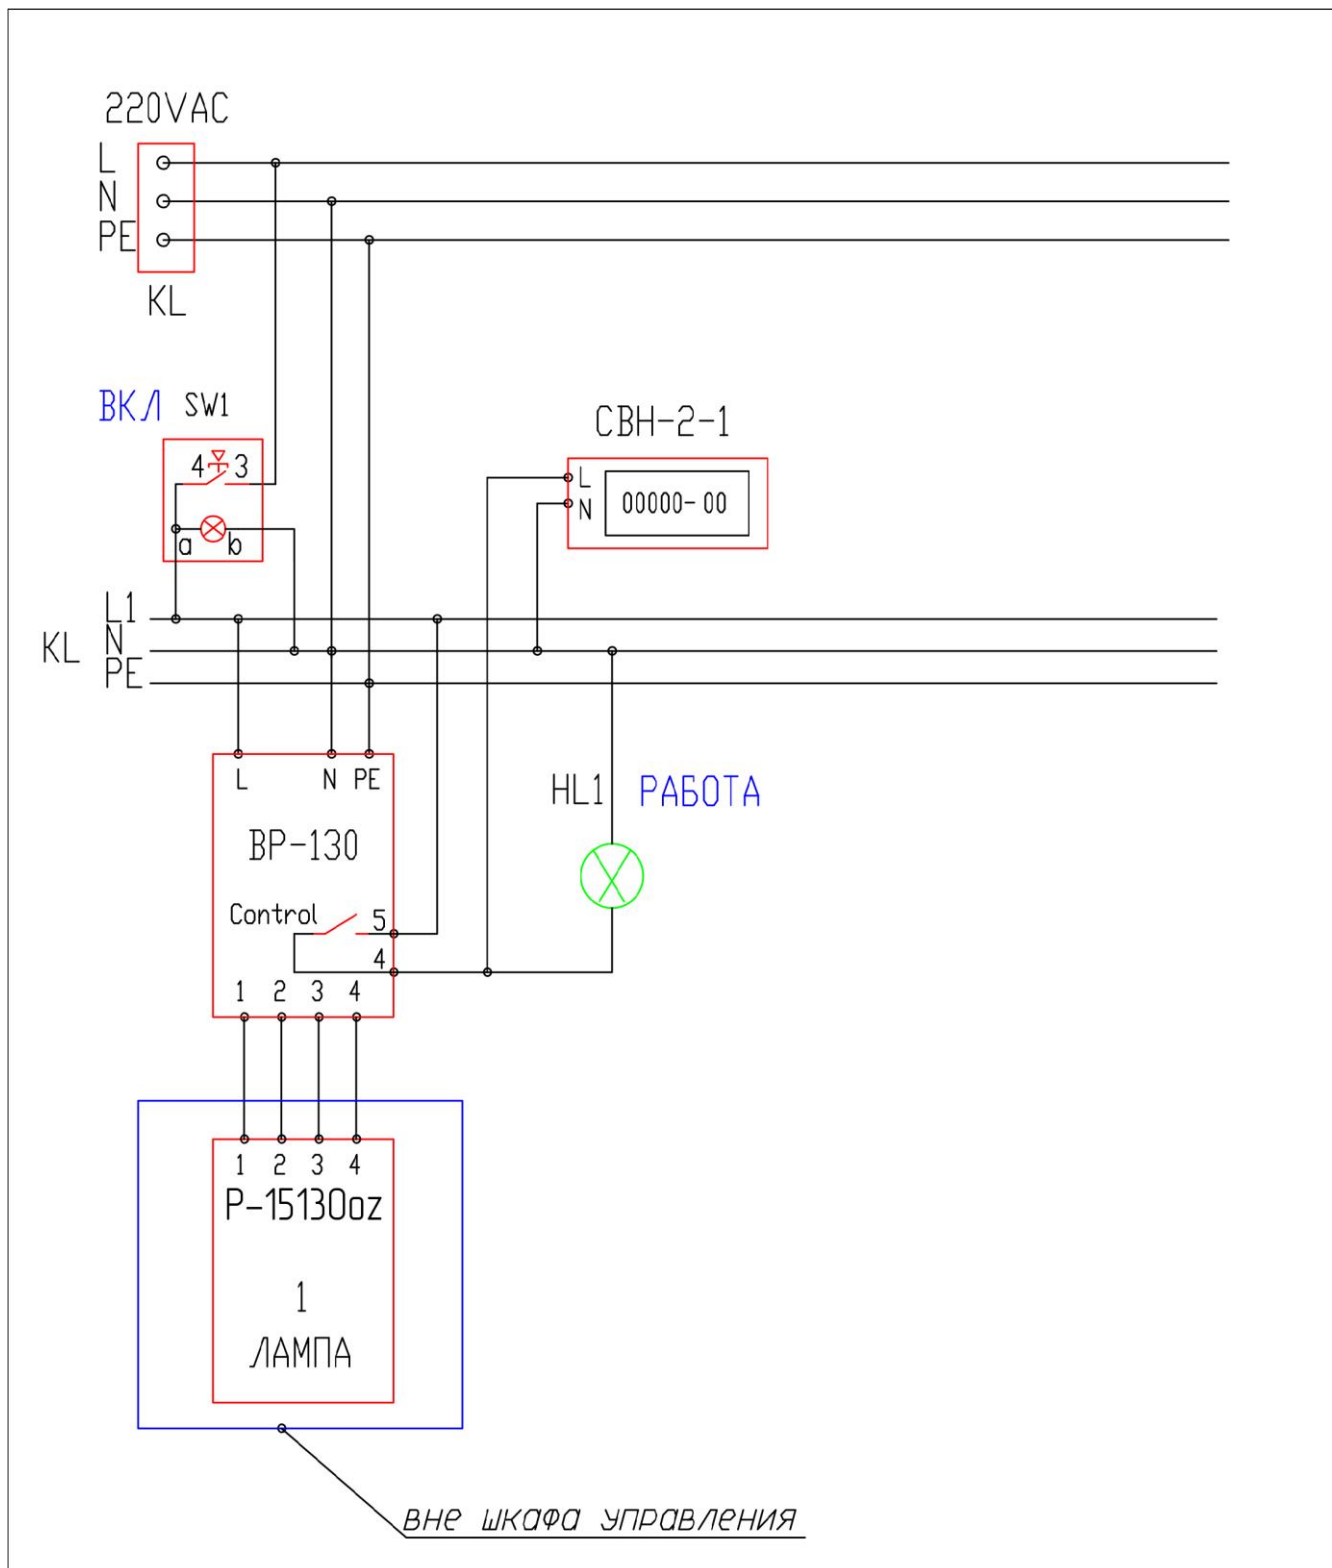 220VAC
L
N
PE
KL
ВКЛ SW1
4 3
a b
СВН-2-1
L
N
00000-00
L1
KL N
PE
L N PE
ВР-130
HL1 РАБОТА
Control 5
4
1 2 3 4
1 2 3 4
P-15130oz
1
ЛАМПА
вне шкафа управления